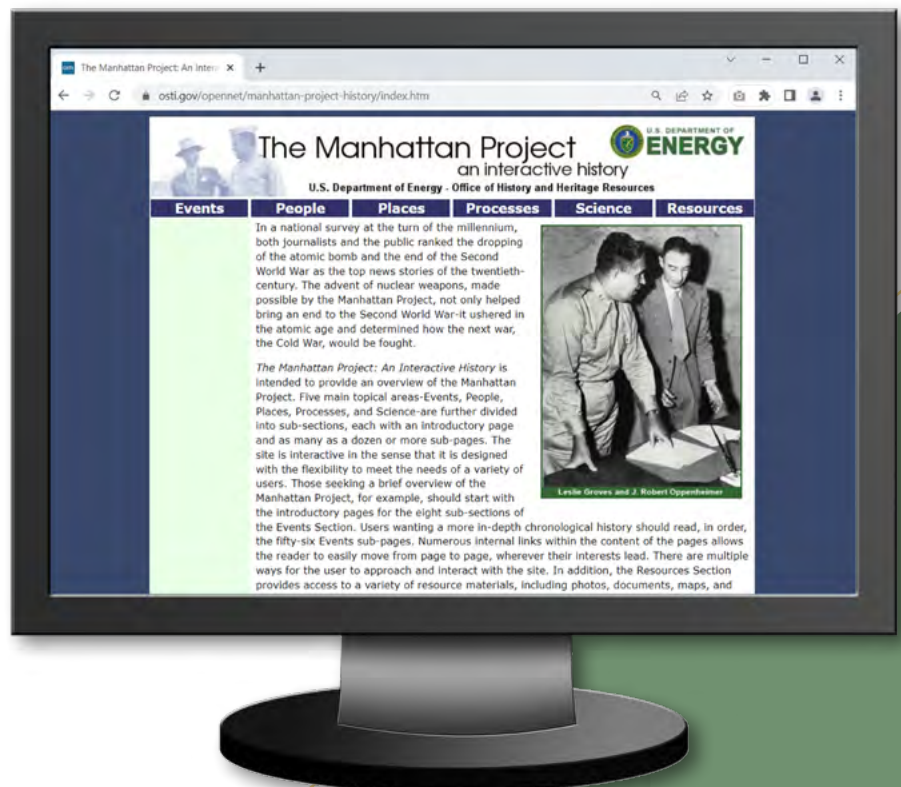 The Manhattan Project: An Inter
osti.gov/opennet/manhattan-project-history/index.htm
The Manhattan Project
an interactive history
U.S. DEPARTMENT OF
ENERGY
U.S. Department of Energy - Office of History and Heritage Resources
Events People Places Processes Science Resources
In a national survey at the turn of the millennium,
both journalists and the public ranked the dropping
of the atomic bomb and the end of the Second
World War as the top news stories of the twentieth-
century. The advent of nuclear weapons, made
possible by the Manhattan Project, not only helped
bring an end to the Second World War-it ushered in
the atomic age and determined how the next war,
the Cold War, would be fought.
The Manhattan Project: An Interactive History is
intended to provide an overview of the Manhattan
Project. Five main topical areas-Events, People,
Places, Processes, and Science-are further divided
into sub-sections, each with an introductory page
and as many as a dozen or more sub-pages. The
site is interactive in the sense that it is designed
with the flexibility to meet the needs of a variety of
users. Those seeking a brief overview of the
Manhattan Project, for example, should start with
the introductory pages for the eight sub-sections of
the Events Section. Users wanting a more in-depth chronological history should read, in order,
the fifty-six Events sub-pages. Numerous internal links within the content of the pages allows
the reader to easily move from page to page, wherever their interests lead. There are multiple
ways for the user to approach and interact with the site. In addition, the Resources Section
provides access to a variety of resource materials, including photos, documents, maps, and
Leslie Groves and J. Robert Oppenheimer